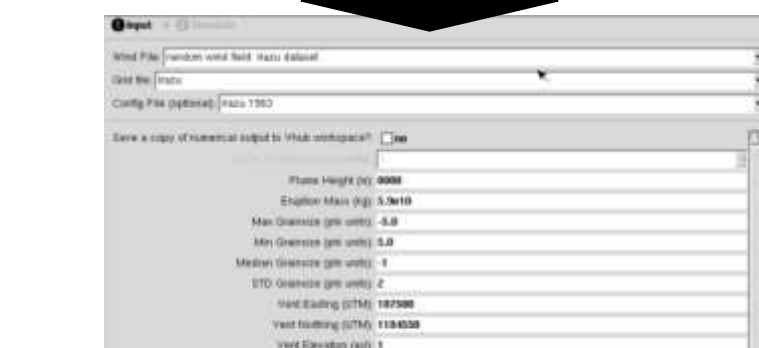 Input
Wind File: random wind field. Irazu dataset
Grid file: Irazu
Config File (optional): Irazu 1963
Save a copy of numerical output to Vhub workspace?: no
Plume Height (m):
Eruption Mass (kg): 5.9e10
Max Grainsize (phi units): -5.0
Min Grainsize (phi units): 5.0
Median Grainsize (phi units): -1
STD Grainsize (phi units): 2
Vent Easting (UTM): 187500
Vent Northing (UTM): 1104550
Vent Elevation (asl): 1